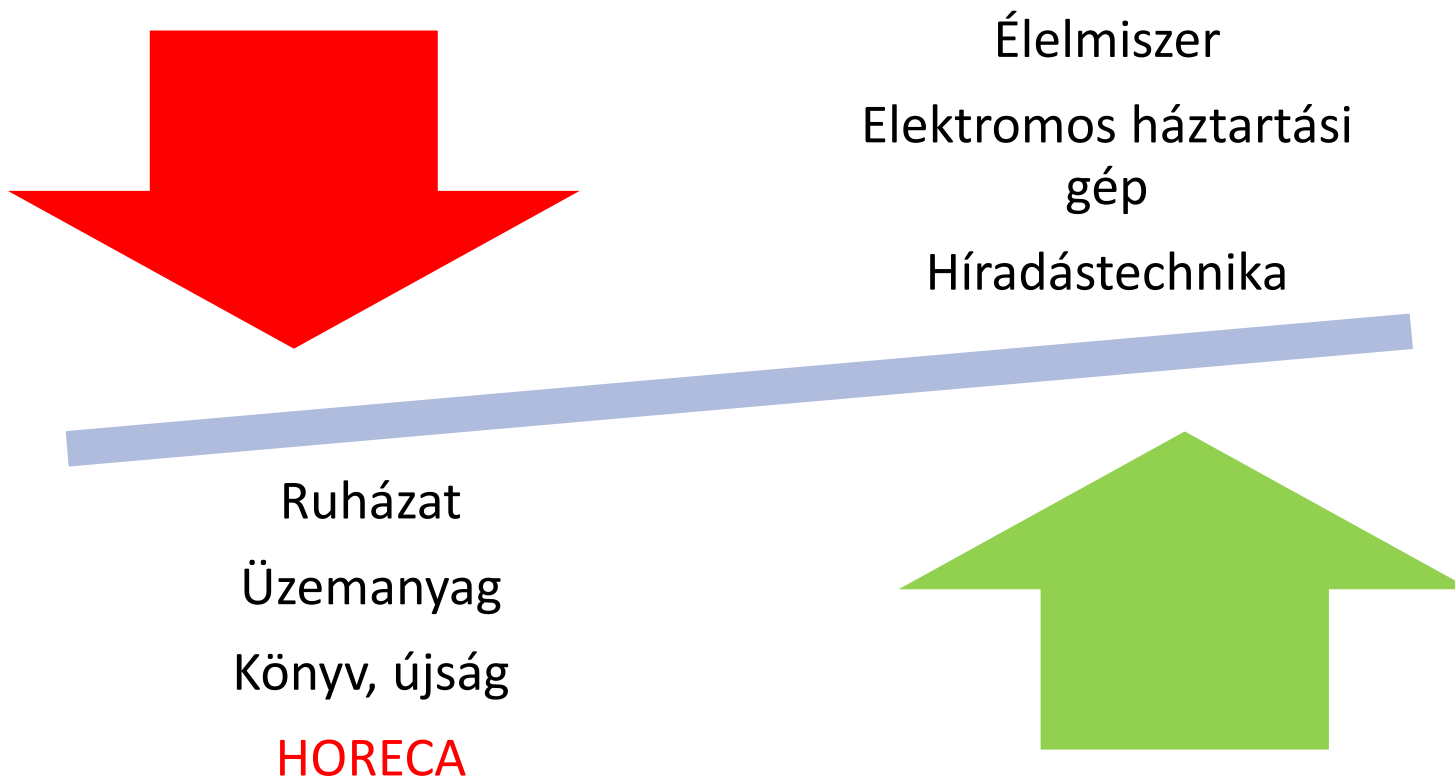 Élelmiszer
Elektromos háztartási
gép
Híradástechnika
Ruházat
Üzemanyag
Könyv, újság
HORECA